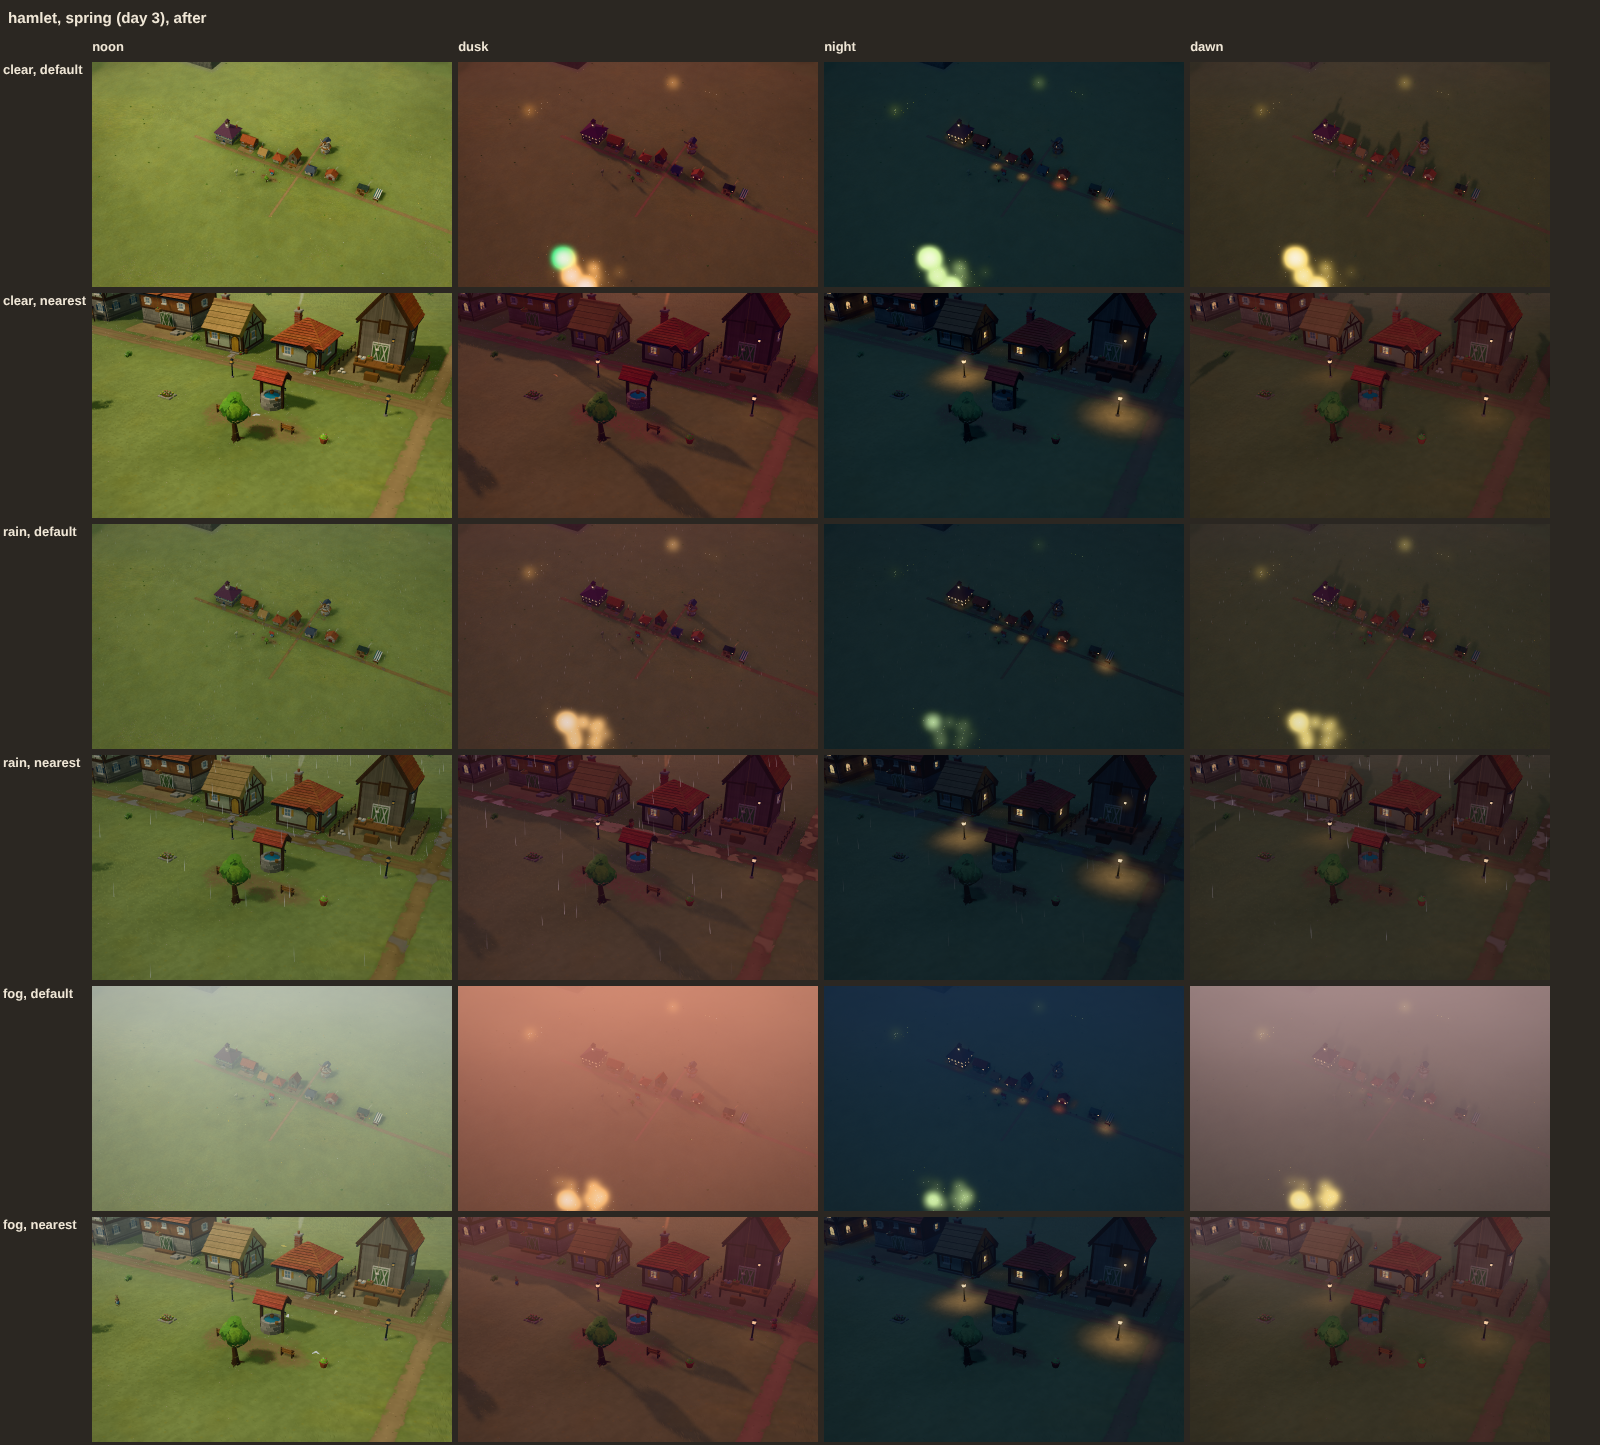 hamlet, spring (day 3), after
noon dusk night dawn
clear, default
clear, nearest
rain, default
rain, nearest
fog, default
fog, nearest